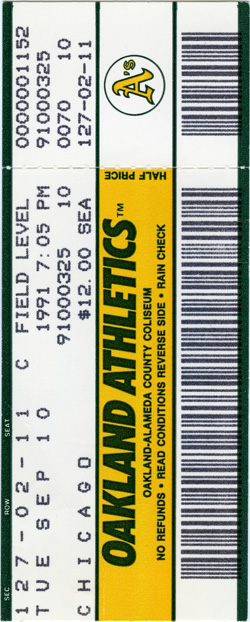 0000001152
91000325
0070 10
127-02-11
A's
HALF PRICE
SEAT
ROW
127-02-11 C FIELD LEVEL
TUE SEP 10 1991 7:05 PM
91000325 10
CHICAGO $12.00 SEA
OAKLAND ATHLETICS™
OAKLAND-ALAMEDA COUNTY COLISEUM
NO REFUNDS • READ CONDITIONS REVERSE SIDE • RAIN CHECK